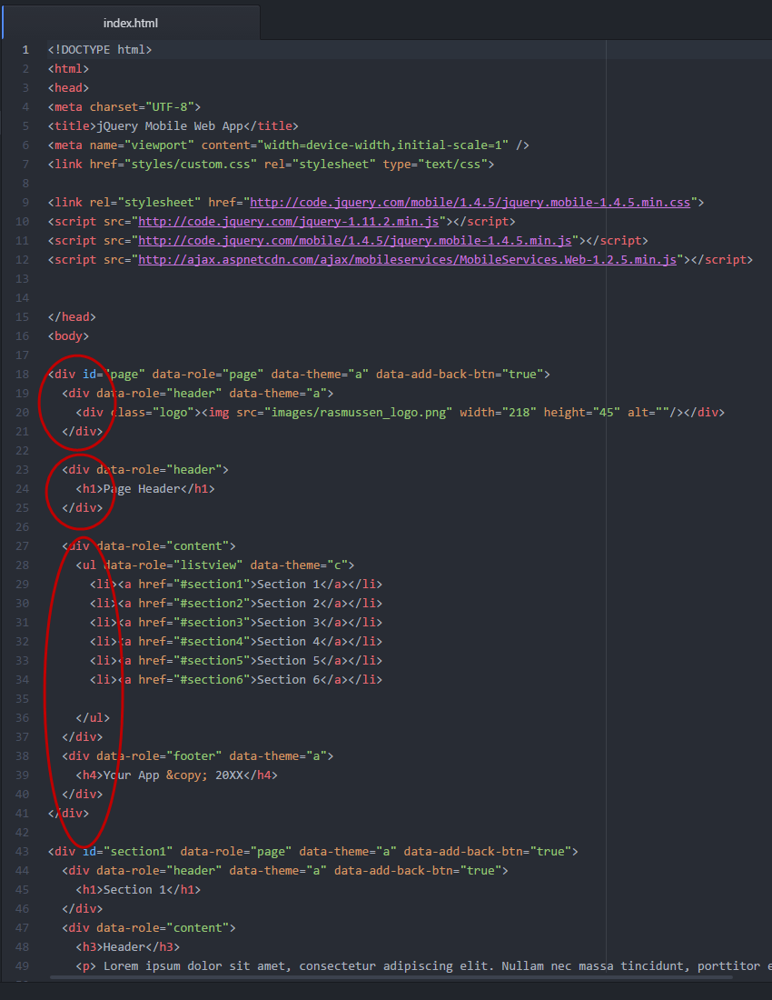 index.html
1 <!DOCTYPE html>
2 <html>
3 <head>
4 <meta charset="UTF-8">
5 <title>jQuery Mobile Web App</title>
6 <meta name="viewport" content="width=device-width,initial-scale=1" />
7 <link href="styles/custom.css" rel="stylesheet" type="text/css">
8
9 <link rel="stylesheet" href="http://code.jquery.com/mobile/1.4.5/jquery.mobile-1.4.5.min.css">
10 <script src="http://code.jquery.com/jquery-1.11.2.min.js"></script>
11 <script src="http://code.jquery.com/mobile/1.4.5/jquery.mobile-1.4.5.min.js"></script>
12 <script src="http://ajax.aspnetcdn.com/ajax/mobileservices/MobileServices.Web-1.2.5.min.js"></script>
13
14
15 </head>
16 <body>
17
18 <div id="page" data-role="page" data-theme="a" data-add-back-btn="true">
19 <div data-role="header" data-theme="a">
20 <div class="logo"><img src="images/rasmussen_logo.png" width="218" height="45" alt=""/></div>
21 </div>
22
23 <div data-role="header">
24 <h1>Page Header</h1>
25 </div>
26
27 <div data-role="content">
28 <ul data-role="listview" data-theme="c">
29 <li><a href="#section1">Section 1</a></li>
30 <li><a href="#section2">Section 2</a></li>
31 <li><a href="#section3">Section 3</a></li>
32 <li><a href="#section4">Section 4</a></li>
33 <li><a href="#section5">Section 5</a></li>
34 <li><a href="#section6">Section 6</a></li>
35
36 </ul>
37 </div>
38 <div data-role="footer" data-theme="a">
39 <h4>Your App &copy; 20XX</h4>
40 </div>
41 </div>
42
43 <div id="section1" data-role="page" data-theme="a" data-add-back-btn="true">
44 <div data-role="header" data-theme="a" data-add-back-btn="true">
45 <h1>Section 1</h1>
46 </div>
47 <div data-role="content">
48 <h3>Header</h3>
49 <p> Lorem ipsum dolor sit amet, consectetur adipiscing elit. Nullam nec massa tincidunt, porttitor